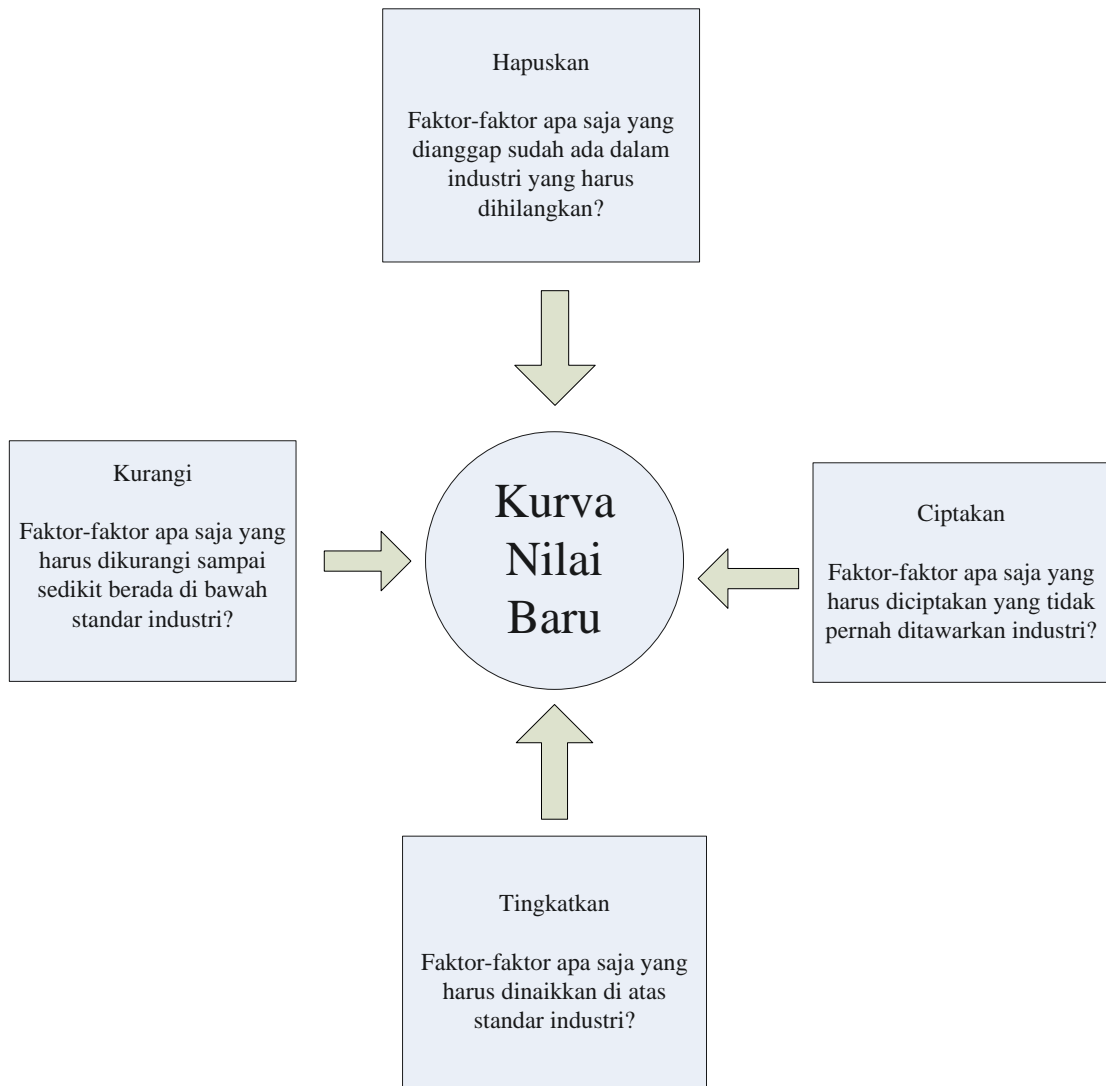 Hapuskan
Faktor-faktor apa saja yang
dianggap sudah ada dalam
industri yang harus
dihilangkan?
Kurangi
Faktor-faktor apa saja yang
harus dikurangi sampai
sedikit berada di bawah
standar industri?
Kurva
Nilai
Baru
Ciptakan
Faktor-faktor apa saja yang
harus diciptakan yang tidak
pernah ditawarkan industri?
Tingkatkan
Faktor-faktor apa saja yang
harus dinaikkan di atas
standar industri?